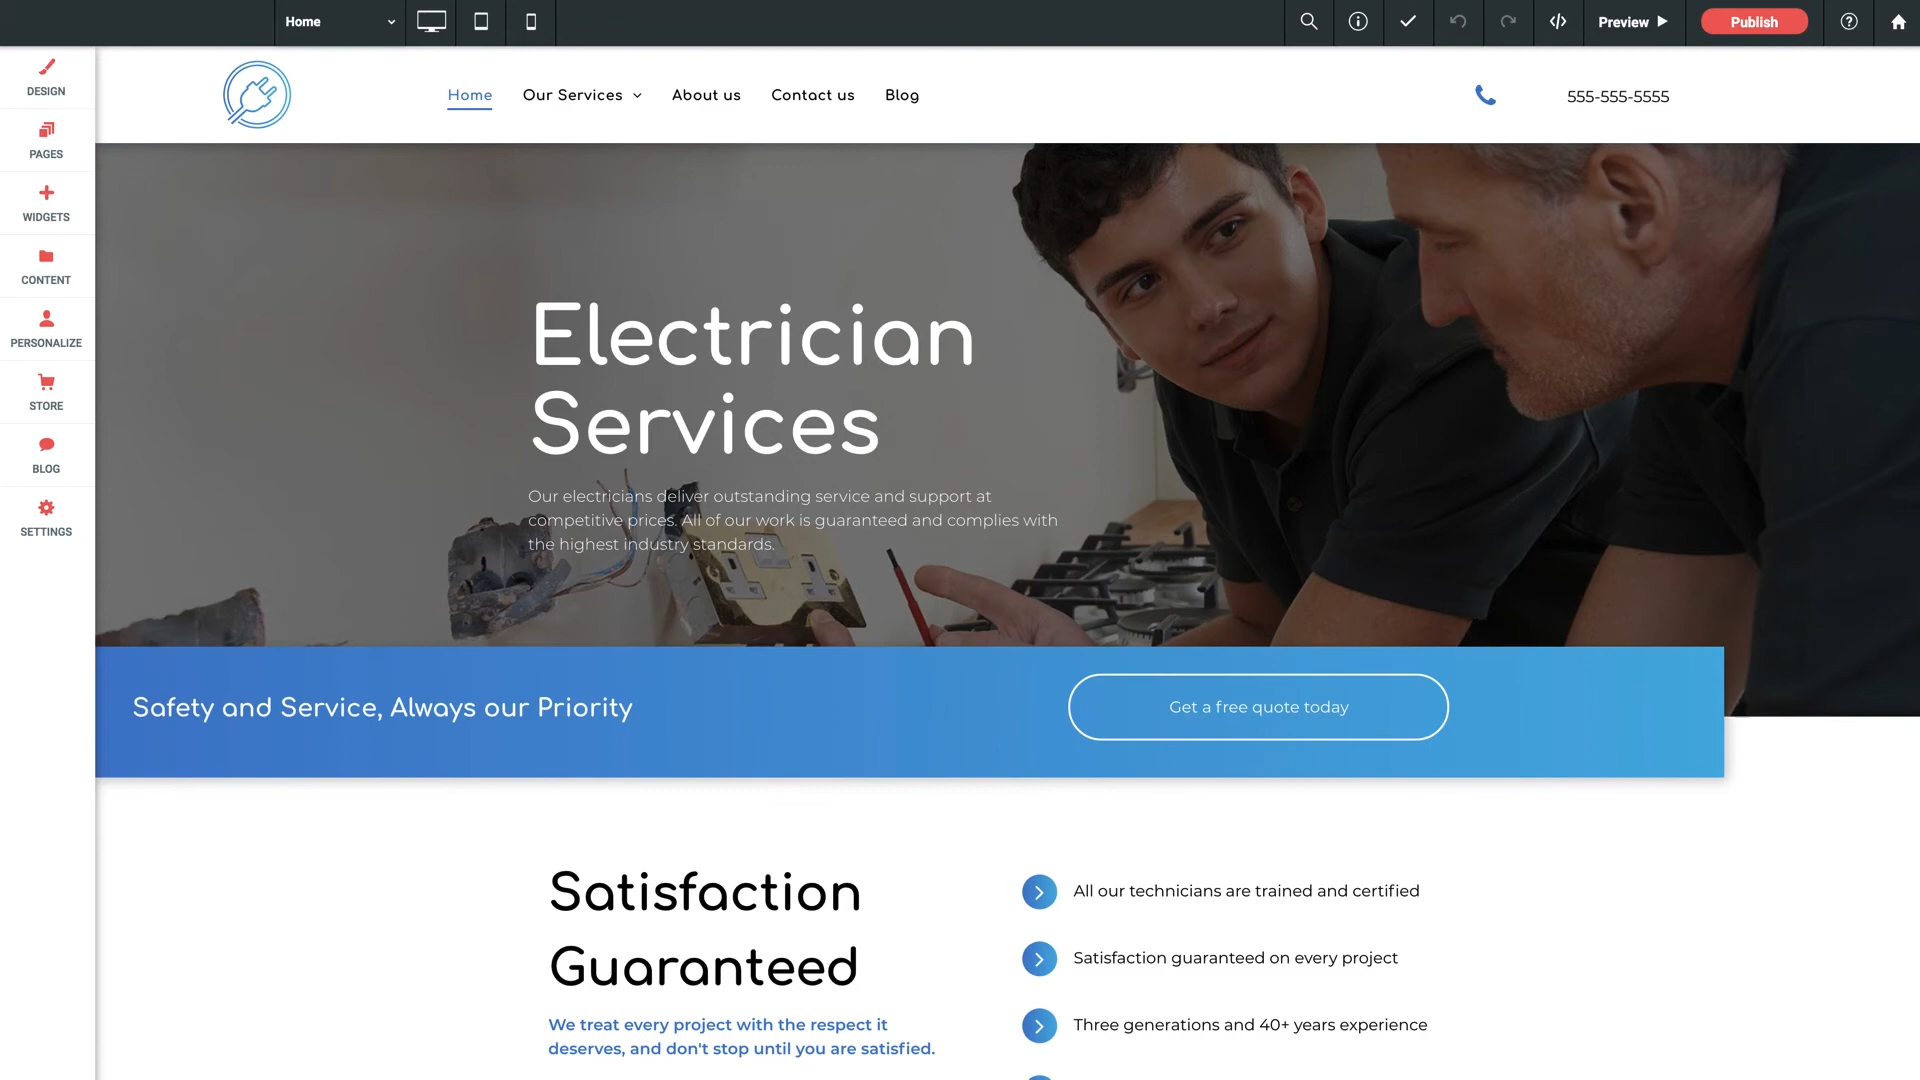 Home
Preview
Publish
DESIGN
PAGES
WIDGETS
CONTENT
PERSONALIZE
STORE
BLOG
SETTINGS
Home
Our Services
About us
Contact us
Blog
555-555-5555
Electrician
Services
Our electricians deliver outstanding service and support at
competitive prices. All of our work is guaranteed and complies with
the highest industry standards.
Safety and Service, Always our Priority
Get a free quote today
Satisfaction
Guaranteed
We treat every project with the respect it
deserves, and don't stop until you are satisfied.
All our technicians are trained and certified
Satisfaction guaranteed on every project
Three generations and 40+ years experience